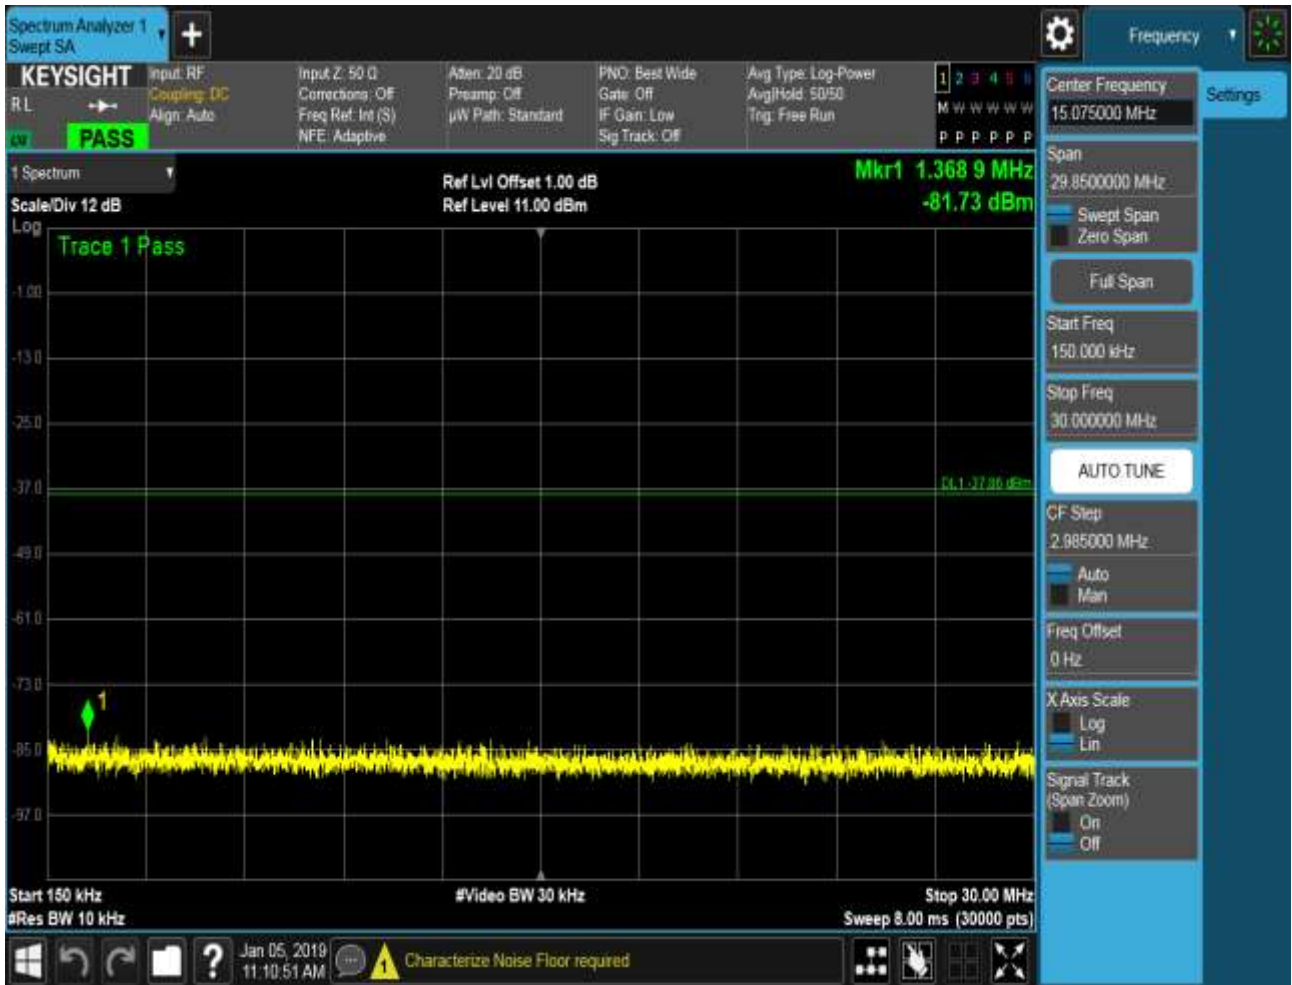 Spectrum Analyzer 1
Swept SA
+
Frequency
KEYSIGHT
RL
PASS
Input: RF
Coupling: DC
Align: Auto
Input Z: 50 Ω
Corrections: Off
Freq Ref: Int (S)
NFE: Adaptive
Atten: 20 dB
Preamp: Off
µW Path: Standard
PNO: Best Wide
Gate: Off
IF Gain: Low
Sig Track: Off
Avg Type: Log-Power
Avg|Hold: 50/50
Trig: Free Run
1 2 3 4 5 6
M W W W W W
P P P P P P
1 Spectrum
Scale/Div 12 dB
Ref Lvl Offset 1.00 dB
Ref Level 11.00 dBm
Mkr1 1.368 9 MHz
-81.73 dBm
Log
Trace 1 Pass
-1.00
-13.0
-25.0
-37.0
DL1 -37.86 dBm
-49.0
-61.0
-73.0
1
-85.0
-97.0
Start 150 kHz
#Video BW 30 kHz
Stop 30.00 MHz
#Res BW 10 kHz
Sweep 8.00 ms (30000 pts)
?
Jan 05, 2019
11:10:51 AM
1
Characterize Noise Floor required
Center Frequency
15.075000 MHz
Settings
Span
29.8500000 MHz
Swept Span
Zero Span
Full Span
Start Freq
150.000 kHz
Stop Freq
30.000000 MHz
AUTO TUNE
CF Step
2.985000 MHz
Auto
Man
Freq Offset
0 Hz
X Axis Scale
Log
Lin
Signal Track
(Span Zoom)
On
Off